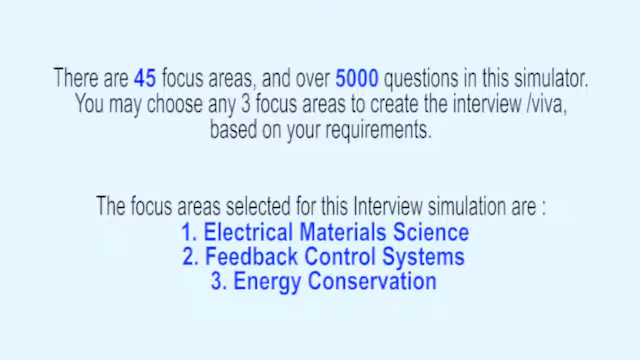 There are 45 focus areas, and over 5000 questions in this simulator.
You may choose any 3 focus areas to create the interview /viva,
based on your requirements.
The focus areas selected for this Interview simulation are :
1. Electrical Materials Science
2. Feedback Control Systems
3. Energy Conservation